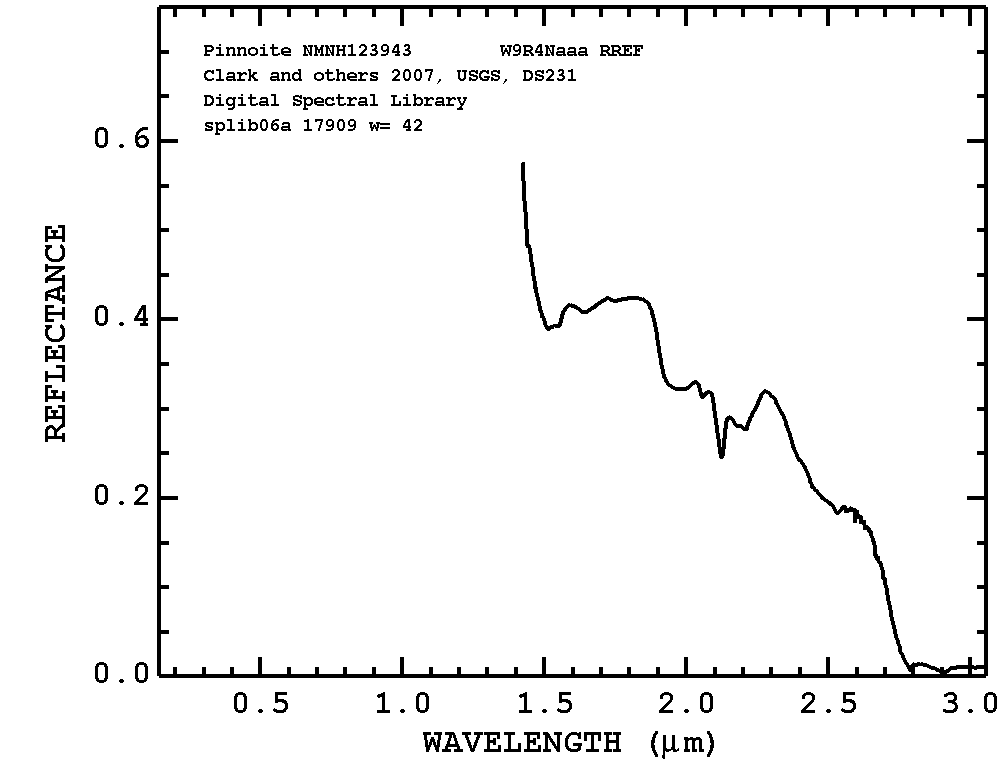 Pinnoite NMNH123943 W9R4Naaa RREF
Clark and others 2007, USGS, DS231
Digital Spectral Library
splib06a 17909 w= 42
0.6
0.4
0.2
0.0
REFLECTANCE
0.5 1.0 1.5 2.0 2.5 3.0
WAVELENGTH (μm)